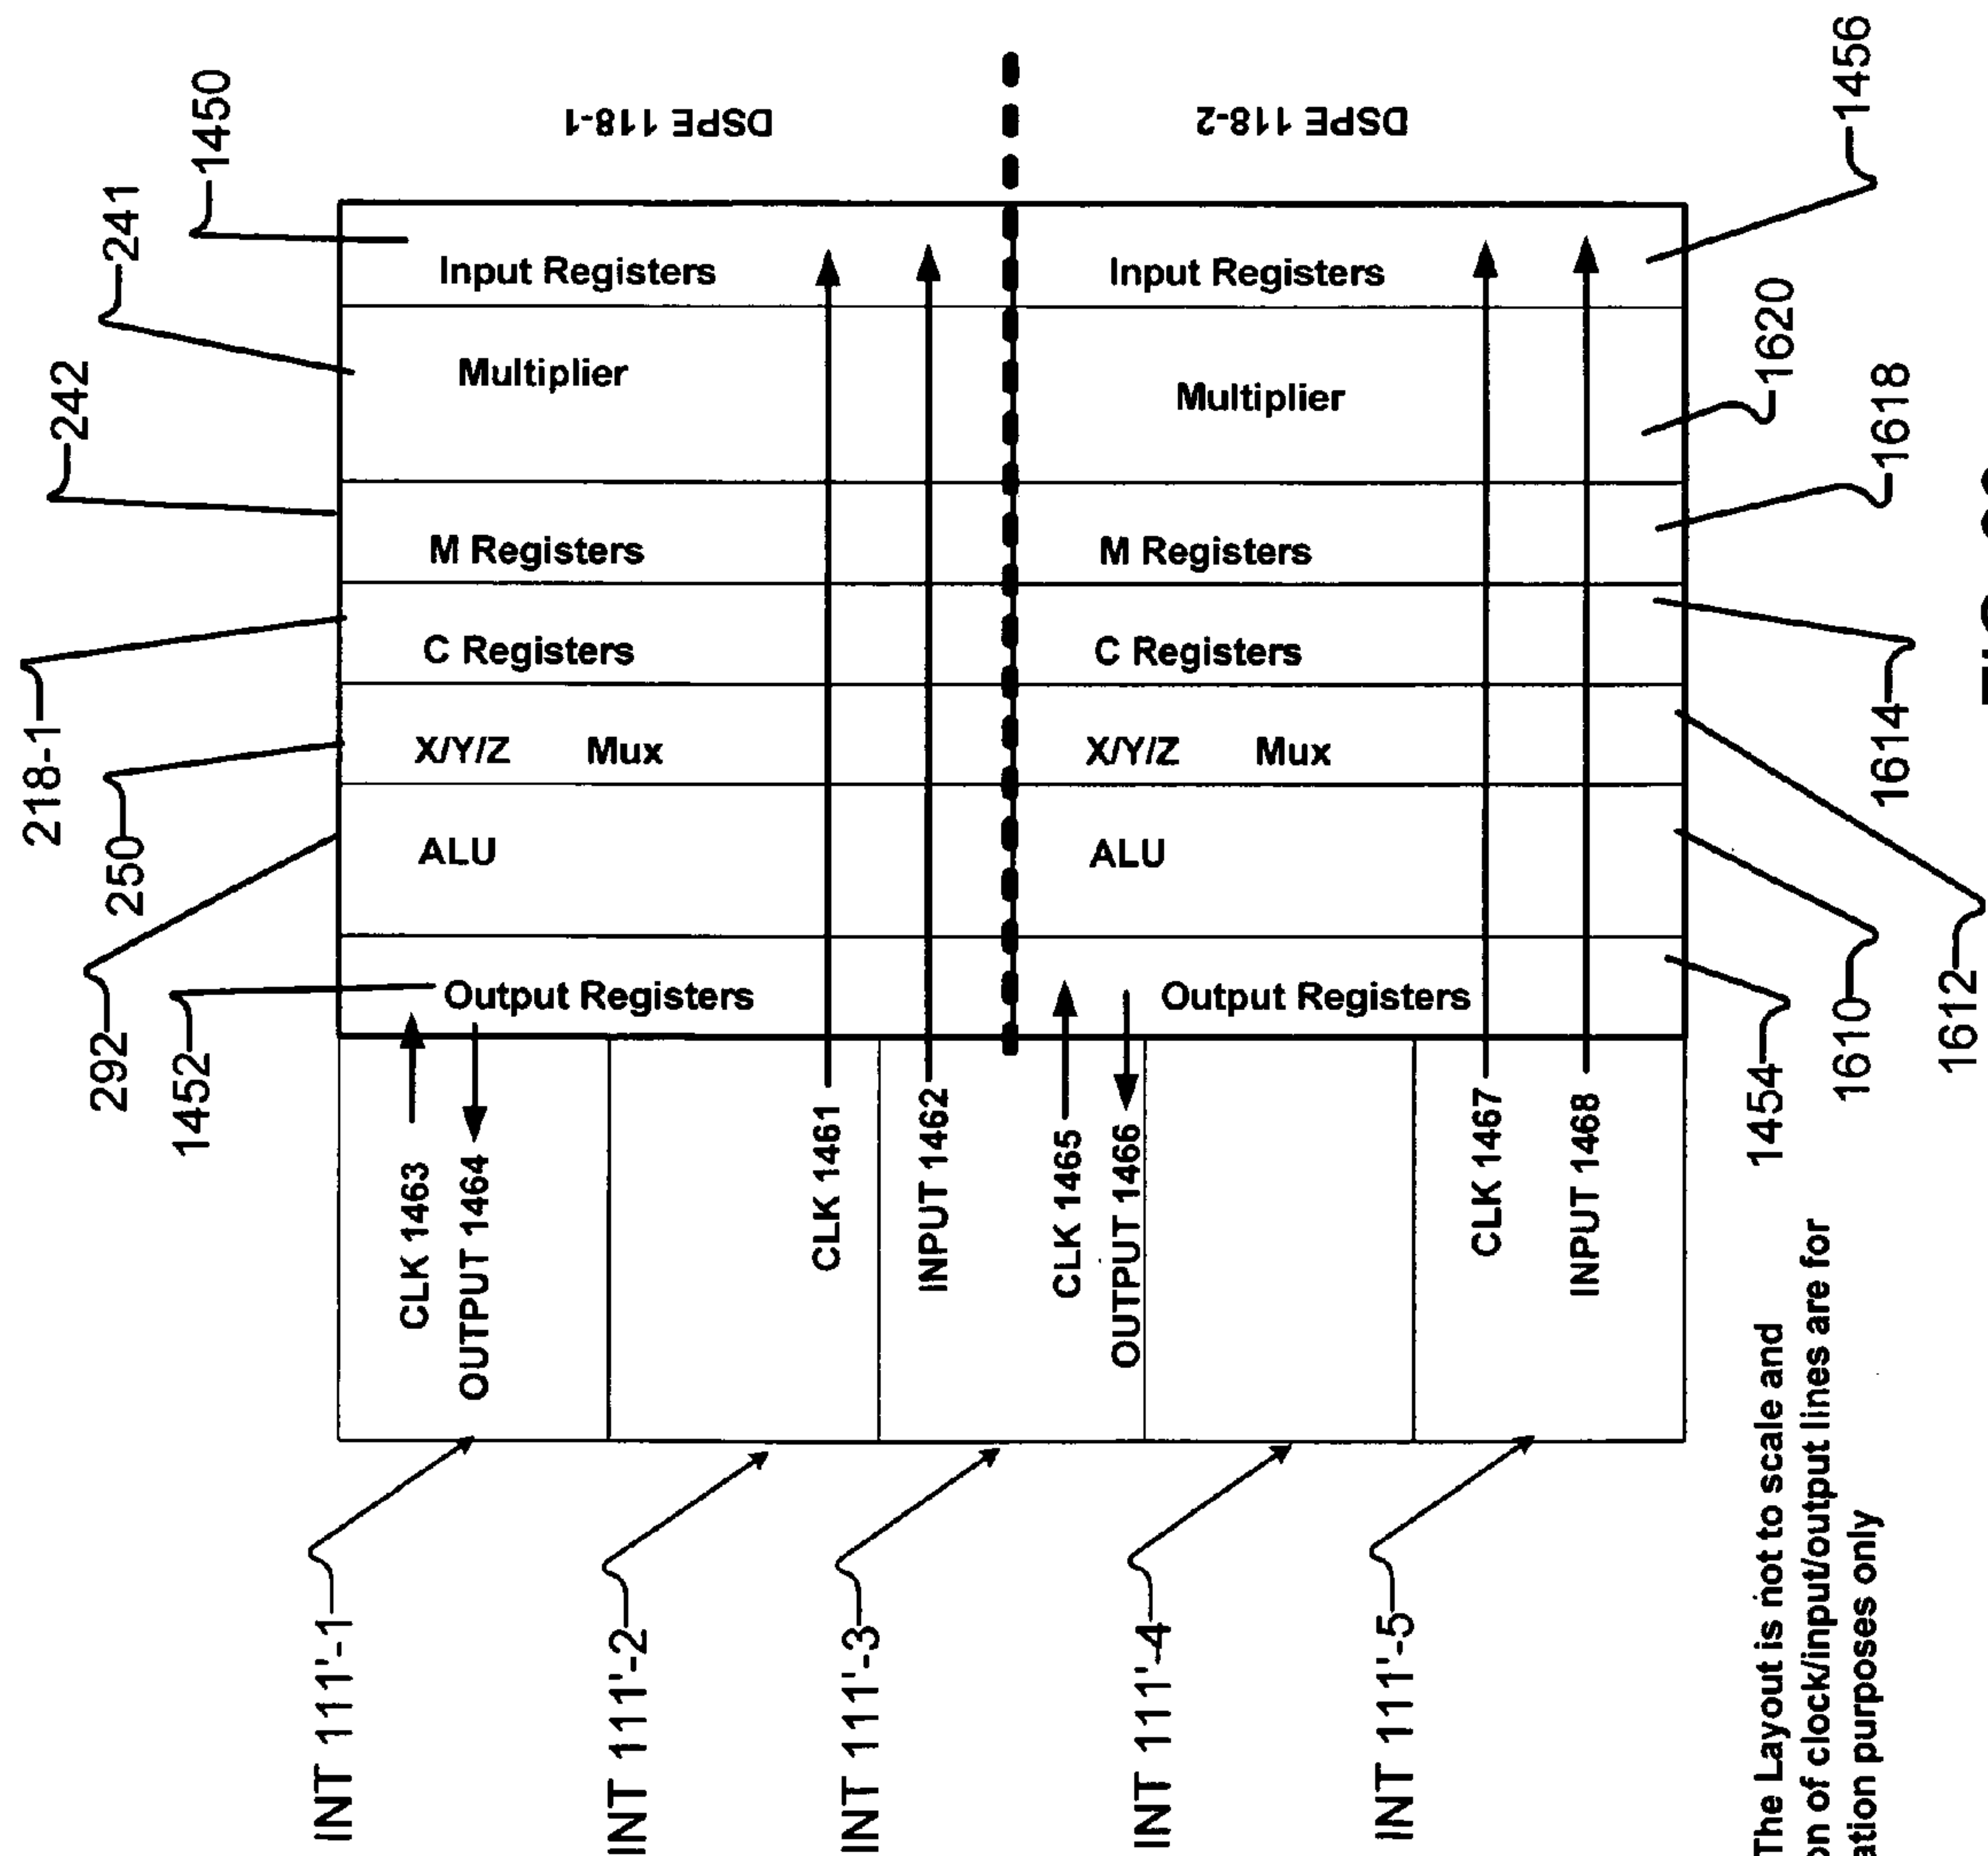 1450
241
242
218-1
250
292
1452
DSPE 118-1
DSPE 118-2
Input Registers
Multiplier
M Registers
C Registers
X/Y/Z Mux
ALU
Output Registers
Input Registers
Multiplier
M Registers
C Registers
X/Y/Z Mux
ALU
Output Registers
1456
1620
1618
1614
1612
1610
1454
CLK 1463
OUTPUT 1464
CLK 1461
INPUT 1462
CLK 1465
OUTPUT 1466
CLK 1467
INPUT 1468
INT 111'-1
INT 111'-2
INT 111'-3
INT 111'-4
INT 111'-5
The Layout is not to scale and
of clock/input/output lines are for
purposes only